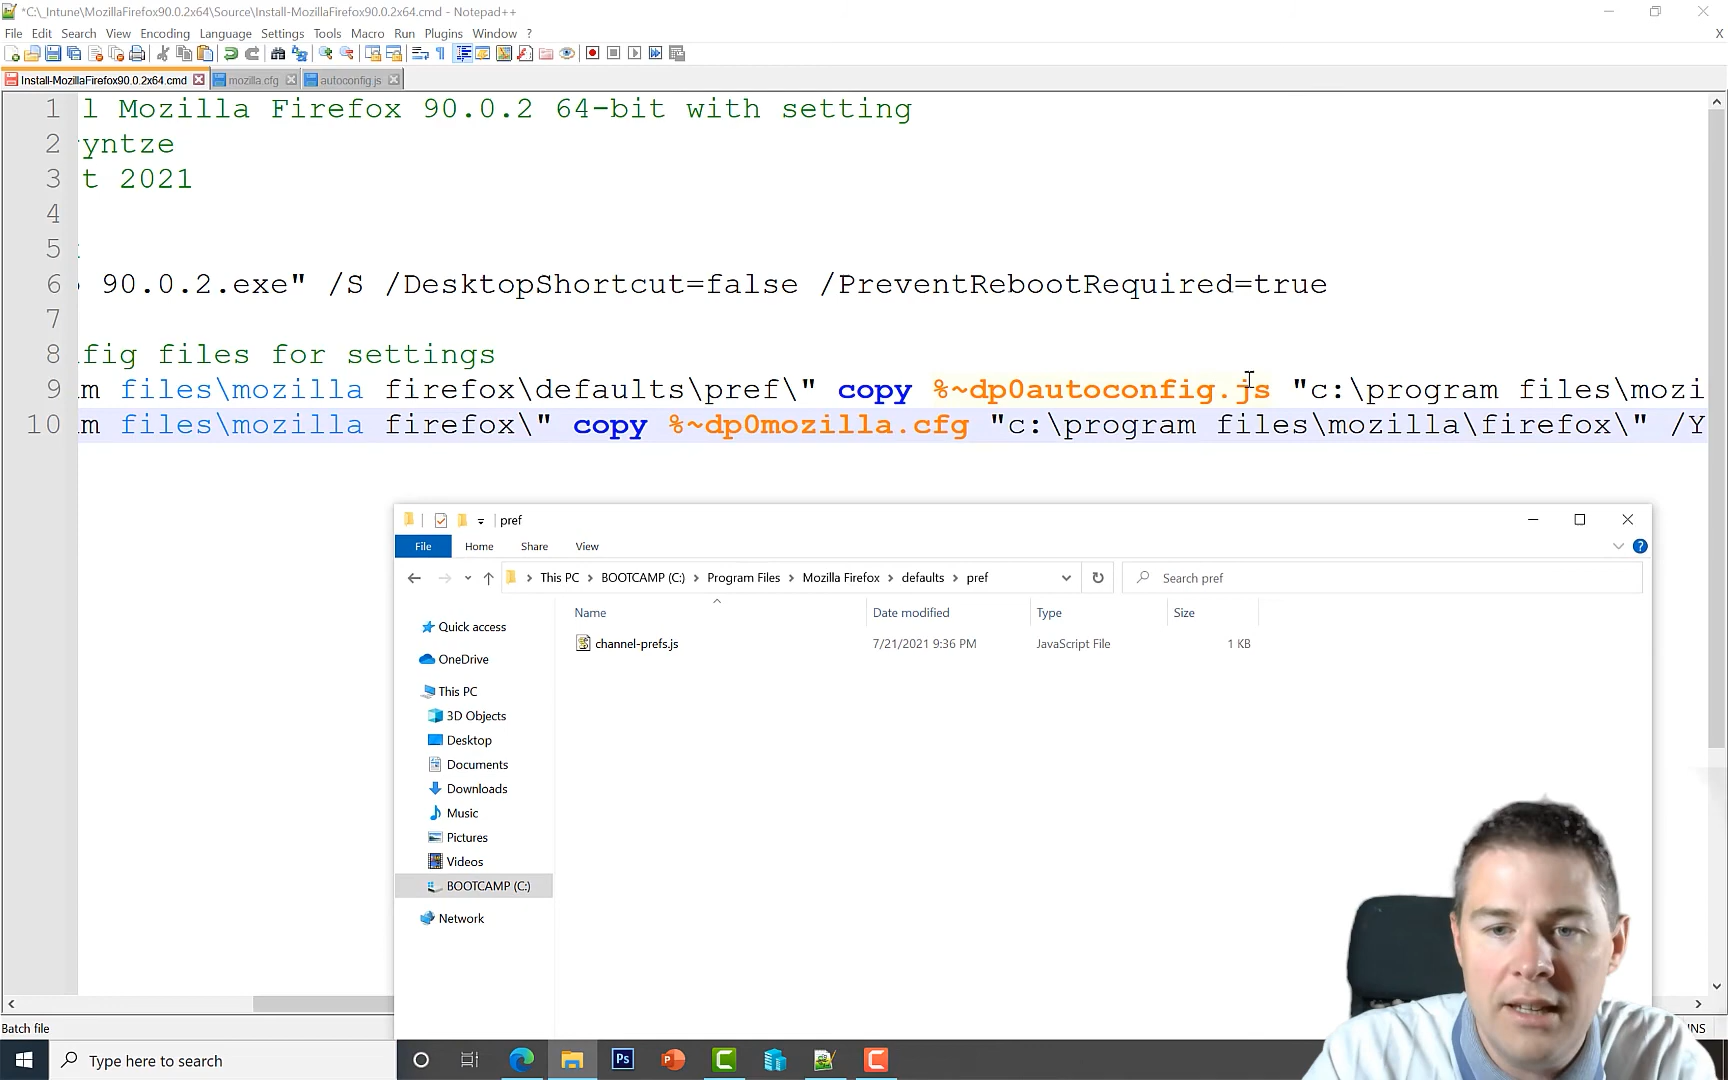 *C:\_Intune\MozillaFirefox90.0.2x64\Source\Install-MozillaFirefox90.0.2x64.cmd - Notepad++
File Edit Search View Encoding Language Settings Tools Macro Run Plugins Window ? X
Install-MozillaFirefox90.0.2x64.cmd mozilla.cfg autoconfig.js
1 l Mozilla Firefox 90.0.2 64-bit with setting
2 yntze
3 t 2021
4
5
6 90.0.2.exe" /S /DesktopShortcut=false /PreventRebootRequired=true
7
8 fig files for settings
9 m files\mozilla firefox\defaults\pref\" copy %~dp0autoconfig.js "c:\program files\mozi
10 m files\mozilla firefox\" copy %~dp0mozilla.cfg "c:\program files\mozilla\firefox\" /Y
pref
File Home Share View
This PC > BOOTCAMP (C:) > Program Files > Mozilla Firefox > defaults > pref
Search pref
Name Date modified Type Size
channel-prefs.js 7/21/2021 9:36 PM JavaScript File 1 KB
Quick access
OneDrive
This PC
3D Objects
Desktop
Documents
Downloads
Music
Pictures
Videos
BOOTCAMP (C:)
Network
Batch file
NS
Type here to search
Ps